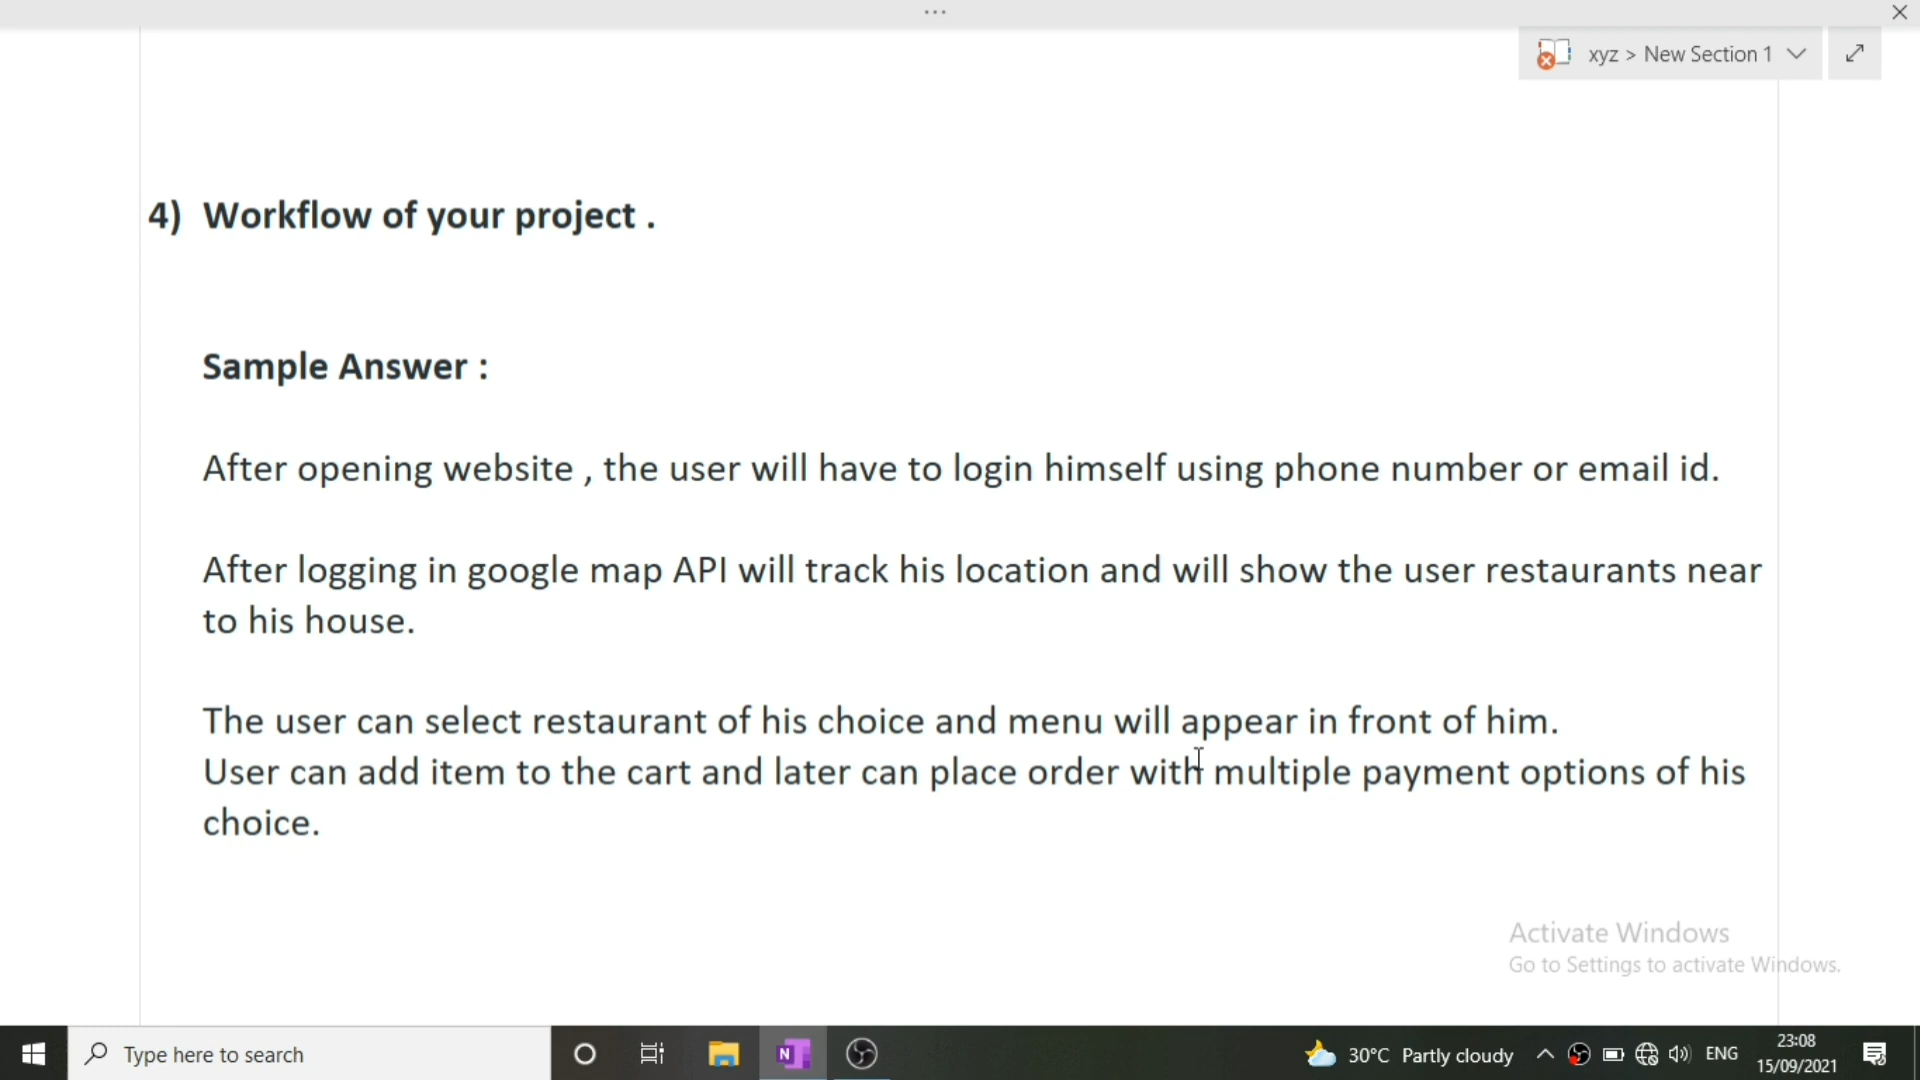 ...
xyz > New Section 1
4) Workflow of your project .
Sample Answer :
After opening website , the user will have to login himself using phone number or email id.
After logging in google map API will track his location and will show the user restaurants near
to his house.
The user can select restaurant of his choice and menu will appear in front of him.
User can add item to the cart and later can place order with multiple payment options of his
choice.
Activate Windows
Go to Settings to activate Windows.
Type here to search
N
30°C Partly cloudy
ENG
23:08
15/09/2021